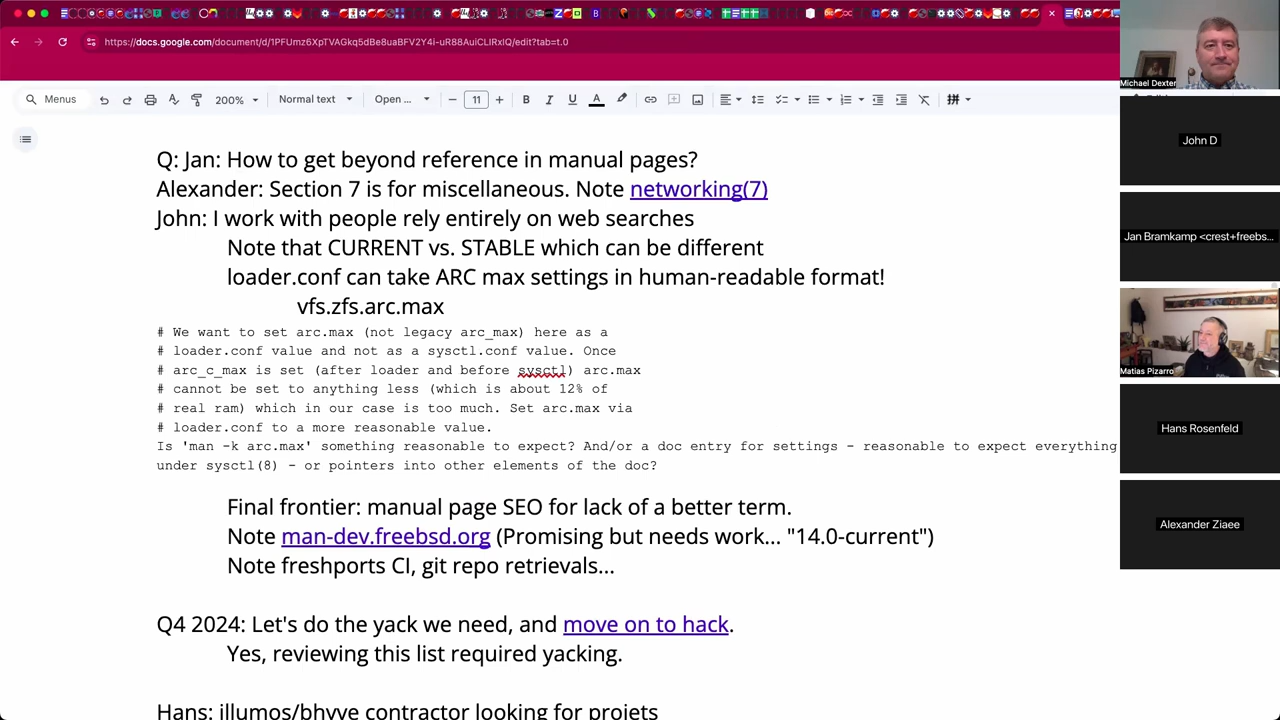 https://docs.google.com/document/d/1PFUmz6XpTVAGkq5dBe8uaBFV2Y4i-uR88AuiCLIRxIQ/edit?tab=t.0
Menus 200% Normal text Open ... 11 B I U A
Q: Jan: How to get beyond reference in manual pages?
Alexander: Section 7 is for miscellaneous. Note networking(7)
John: I work with people rely entirely on web searches
Note that CURRENT vs. STABLE which can be different
loader.conf can take ARC max settings in human-readable format!
vfs.zfs.arc.max
# We want to set arc.max (not legacy arc_max) here as a
# loader.conf value and not as a sysctl.conf value. Once
# arc_c_max is set (after loader and before sysctl) arc.max
# cannot be set to anything less (which is about 12% of
# real ram) which in our case is too much. Set arc.max via
# loader.conf to a more reasonable value.
Is 'man -k arc.max' something reasonable to expect? And/or a doc entry for settings - reasonable to expect everything
under sysctl(8) - or pointers into other elements of the doc?
Final frontier: manual page SEO for lack of a better term.
Note man-dev.freebsd.org (Promising but needs work... "14.0-current")
Note freshports CI, git repo retrievals...
Q4 2024: Let's do the yack we need, and move on to hack.
Yes, reviewing this list required yacking.
Hans: illumos/bhyve contractor looking for projets
Michael Dexter
John D
Jan Bramkamp <crest+freebs...
Matias Pizarro
Hans Rosenfeld
Alexander Ziaee